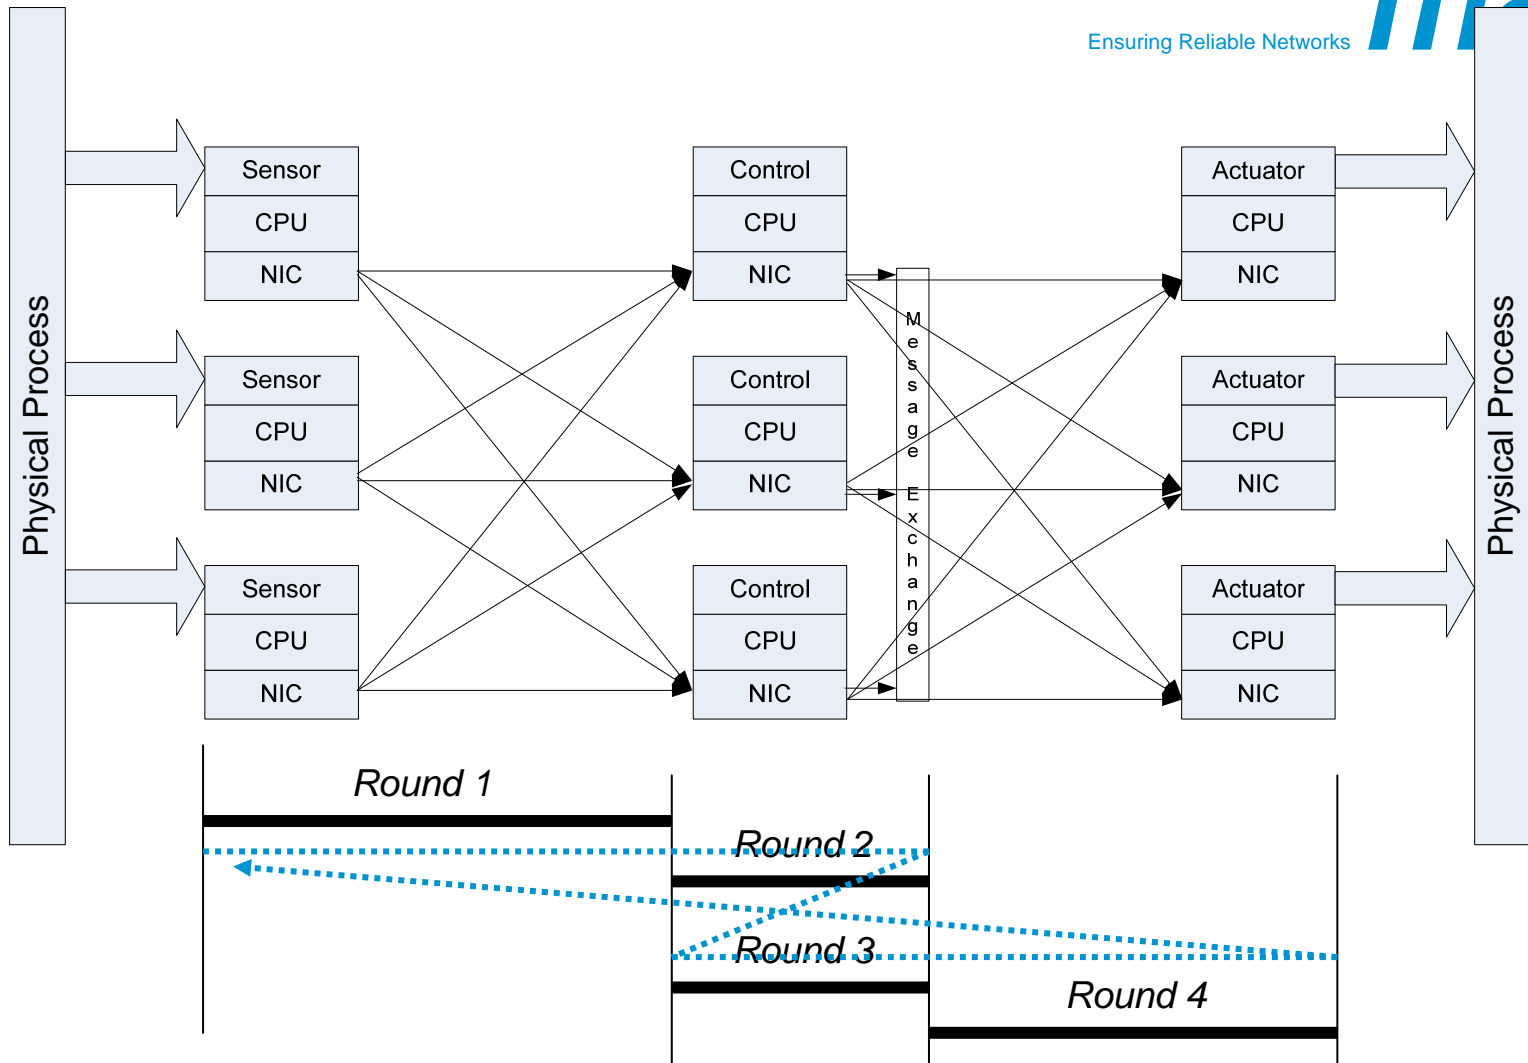 Ensuring Reliable Networks
Physical Process
Sensor
CPU
NIC
Sensor
CPU
NIC
Sensor
CPU
NIC
Control
CPU
NIC
Control
CPU
NIC
Control
CPU
NIC
Message Exchange
Actuator
CPU
NIC
Actuator
CPU
NIC
Actuator
CPU
NIC
Physical Process
Round 1
Round 2
Round 3
Round 4